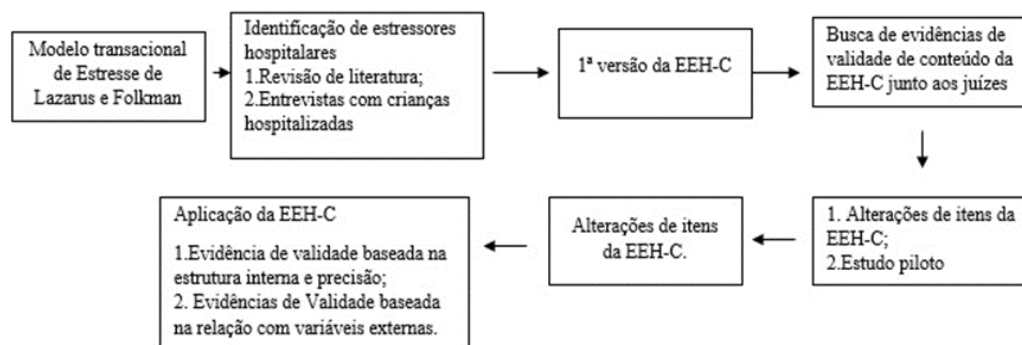 Modelo transacional
de Estresse de
Lazarus e Folkman
Identificação de estressores
hospitalares
1.Revisão de literatura;
2.Entrevistas com crianças
hospitalizadas
1ª versão da EEH-C
Busca de evidências de
validade de conteúdo da
EEH-C junto aos juízes
1. Alterações de itens da
EEH-C;
2.Estudo piloto
Alterações de itens
da EEH-C.
Aplicação da EEH-C
1.Evidência de validade baseada na
estrutura interna e precisão;
2. Evidências de Validade baseada
na relação com variáveis externas.